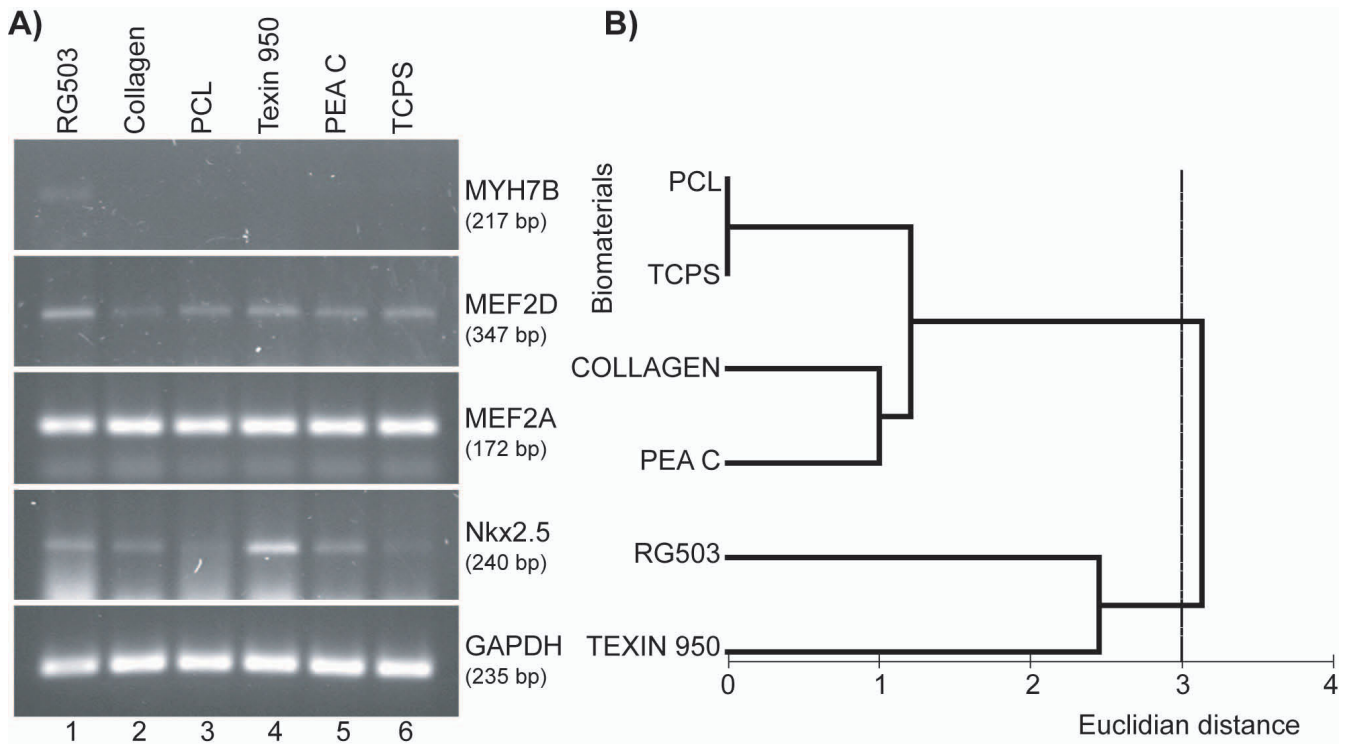 A)
RG503
Collagen
PCL
Texin 950
PEA C
TCPS
MYH7B
(217 bp)
MEF2D
(347 bp)
MEF2A
(172 bp)
Nkx2.5
(240 bp)
GAPDH
(235 bp)
1 2 3 4 5 6
B)
Biomaterials
PCL
TCPS
COLLAGEN
PEA C
RG503
TEXIN 950
0 1 2 3 4
Euclidian distance